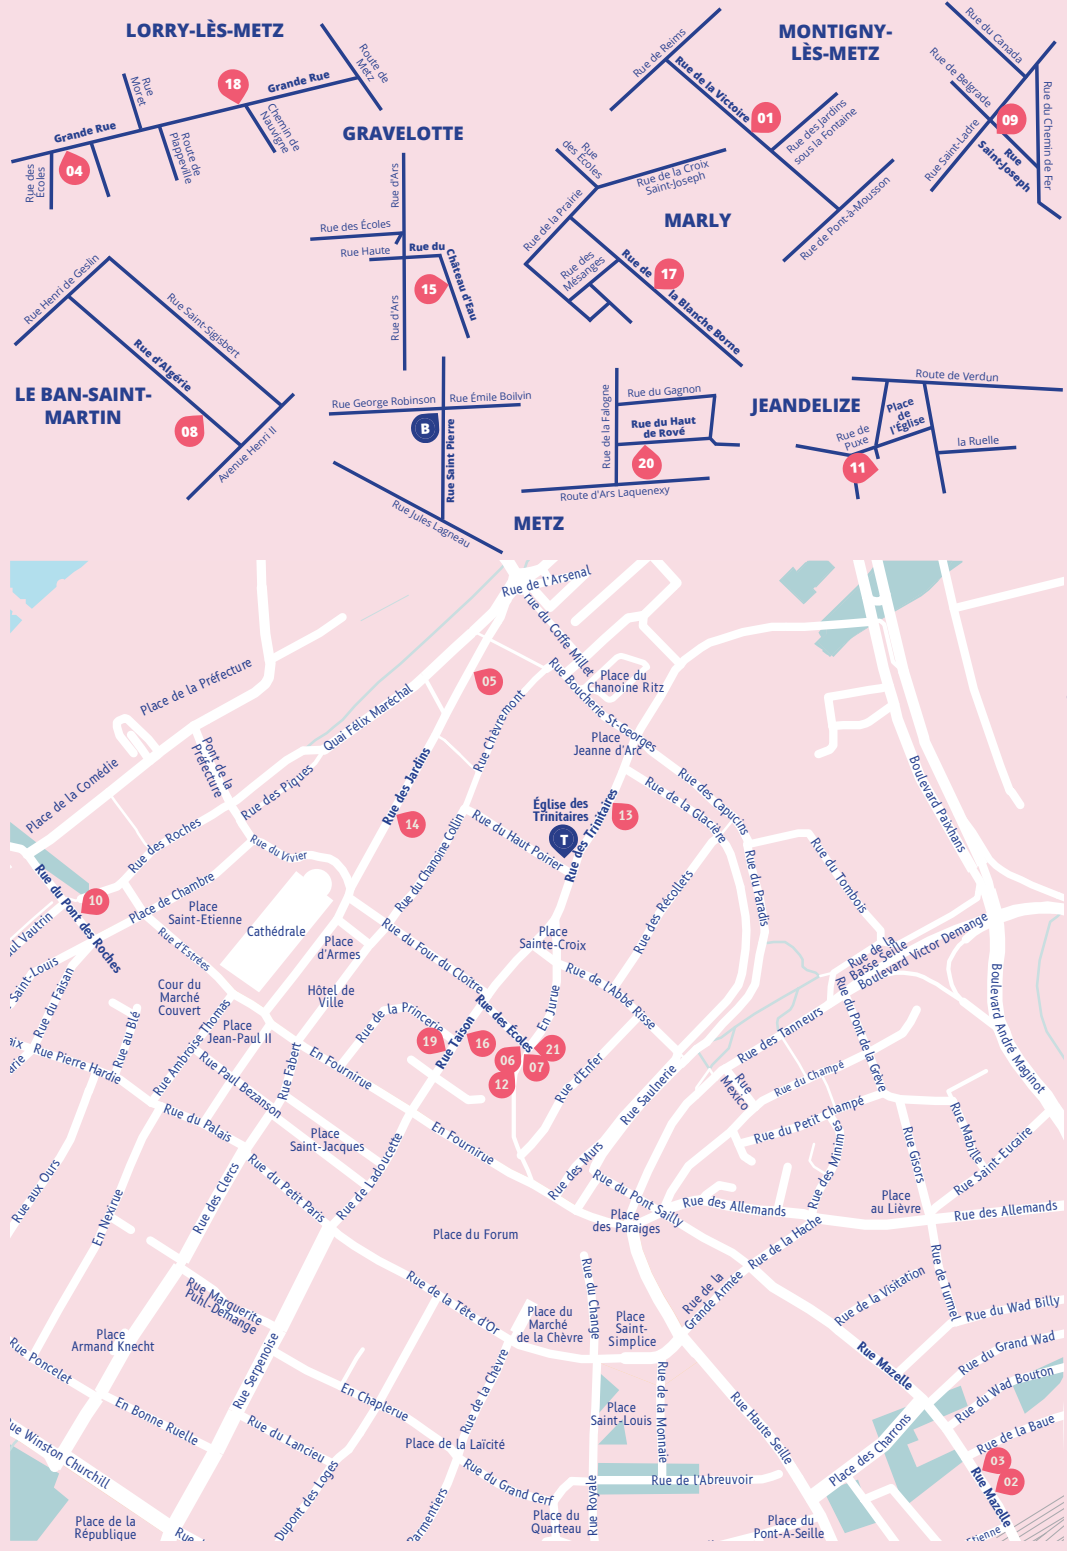 LORRY-LÈS-METZ
Rue
Moret
18
Grande Rue
Route de
Metz
Grande Rue
04
Rue des
Écoles
Route de
Plappeville
Chemin de
Nauvigne
GRAVELOTTE
Rue d'Ars
Rue des Écoles
Rue Haute
Rue du
Château d'Eau
15
Rue d'Ars
MONTIGNY-
LÈS-METZ
Rue de Reims
Rue de la Victoire
01
Rue des Jardins
sous la Fontaine
Rue de Pont-à-Mousson
Rue du Canada
Rue de Belgrade
09
Rue Saint-Ladre
Rue
Saint-Joseph
Rue du Chemin de Fer
MARLY
Rue
des Écoles
Rue de la Croix
Saint-Joseph
Rue de la Prairie
Rue des
Mésanges
17
Rue de
la Blanche Borne
Rue Henri de Geslin
Rue Saint-Sigisbert
Rue d'Algérie
LE BAN-SAINT-
MARTIN
08
Avenue Henri II
Rue George Robinson
Rue Émile Boilvin
B
Rue Saint Pierre
Rue Jules Lagneau
METZ
Rue de la Falogne
Rue du Gagnon
Rue du Haut
de Rové
20
Route d'Ars Laquenexy
JEANDELIZE
Route de Verdun
Place
de
l'Église
Rue de
Puxe
la Ruelle
11
Rue de l'Arsenal
rue du Coffe Millet
05
Rue Boucherie St-Georges
Place du
Chanoine Ritz
Place de la Préfecture
Quai Félix Maréchal
Rue Chèvremont
Place
Jeanne d'Arc
Pont de la
Préfecture
Rue des Jardins
Rue des Piques
Place de la Comédie
Rue des Capucins
Rue de la Glacière
Boulevard Paixhans
Église des
Trinitaires
T
13
Rue des Trinitaires
14
Rue du Haut Poirier
Rue des Roches
Rue du Vivier
Rue du Chanoine Collin
Rue du Tombois
Rue du Paradis
Rue des Récollets
Rue du Pont des Roches
10
Place de Chambre
Place
Saint-Etienne
Cathédrale
Rue d'Estrées
Place
d'Armes
Rue du Four du Cloitre
Place
Sainte-Croix
Rue de l'Abbé Risse
Rue de la
Basse Seille
Boulevard Victor Demange
Boulevard André Maginot
ul Vautrin
Saint-Louis
Rue du Faisan
Cour du
Marché
Couvert
Hôtel de
Ville
Rue de la Princerie
Rue des Écoles
En Jurue
Rue Taison
19
16
06
21
07
12
Rue d'Enfer
Rue Saulnerie
Rue des Tanneurs
Rue du Pont de la Grève
Rue
Mexico
Rue du Champé
Rue du Petit Champé
Rue des Minimes
Rue Gisors
Rue Mabille
Rue Saint-Eucaire
aix
arie
Rue Pierre Hardie
Rue au Blé
Rue Ambroise Thomas
Place
Jean-Paul II
Rue Paul Bezanson
Rue Fabert
En Fournirue
En Fournirue
Rue du Palais
Place
Saint-Jacques
Rue de Ladoucette
Rue des Murs
Rue du Pont Sailly
Place
des Paraiges
Rue des Allemands
Place
au Lièvre
Rue des Allemands
Rue aux Ours
En Nexirue
Rue des Clercs
Rue du Petit Paris
Place du Forum
Rue de la Hache
Rue de la
Grande Armée
Rue de la Visitation
Rue de Turmel
Rue du Wad Billy
Rue du Grand Wad
Rue du Wad Bouton
Rue de la Baue
Rue Marguerite
Puhl-Demange
Rue de la Tête d'Or
Rue du Change
Place du
Marché
de la Chèvre
Place
Saint-
Simplice
Rue Mazelle
Place
Armand Knecht
Rue Poncelet
Rue Serpenoise
En Bonne Ruelle
Rue du Lancieu
En Chaplerue
Rue de la Chèvre
Place de la Laïcité
Place
Saint-Louis
Rue de la Monnaie
Rue Haute Seille
Place des Charrons
ue Winston Churchill
Rue du Grand Cerf
Rue de l'Abreuvoir
03
02
Rue Mazelle
Place de la
République
Rue
Dupont des Loges
Parmentiers
Place du
Quarteau
Rue Royale
Place du
Pont-A-Seille
Etienne